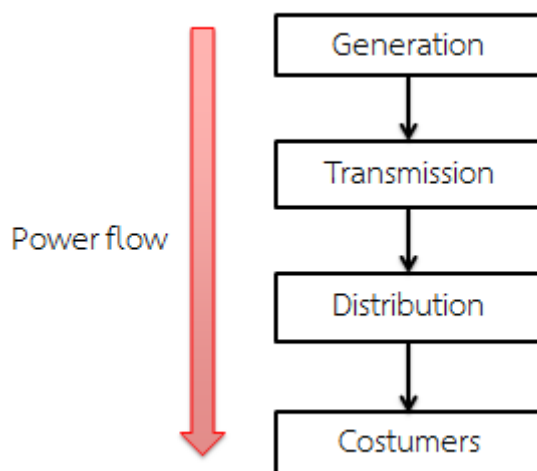 Generation
Transmission
Power flow
Distribution
Costumers